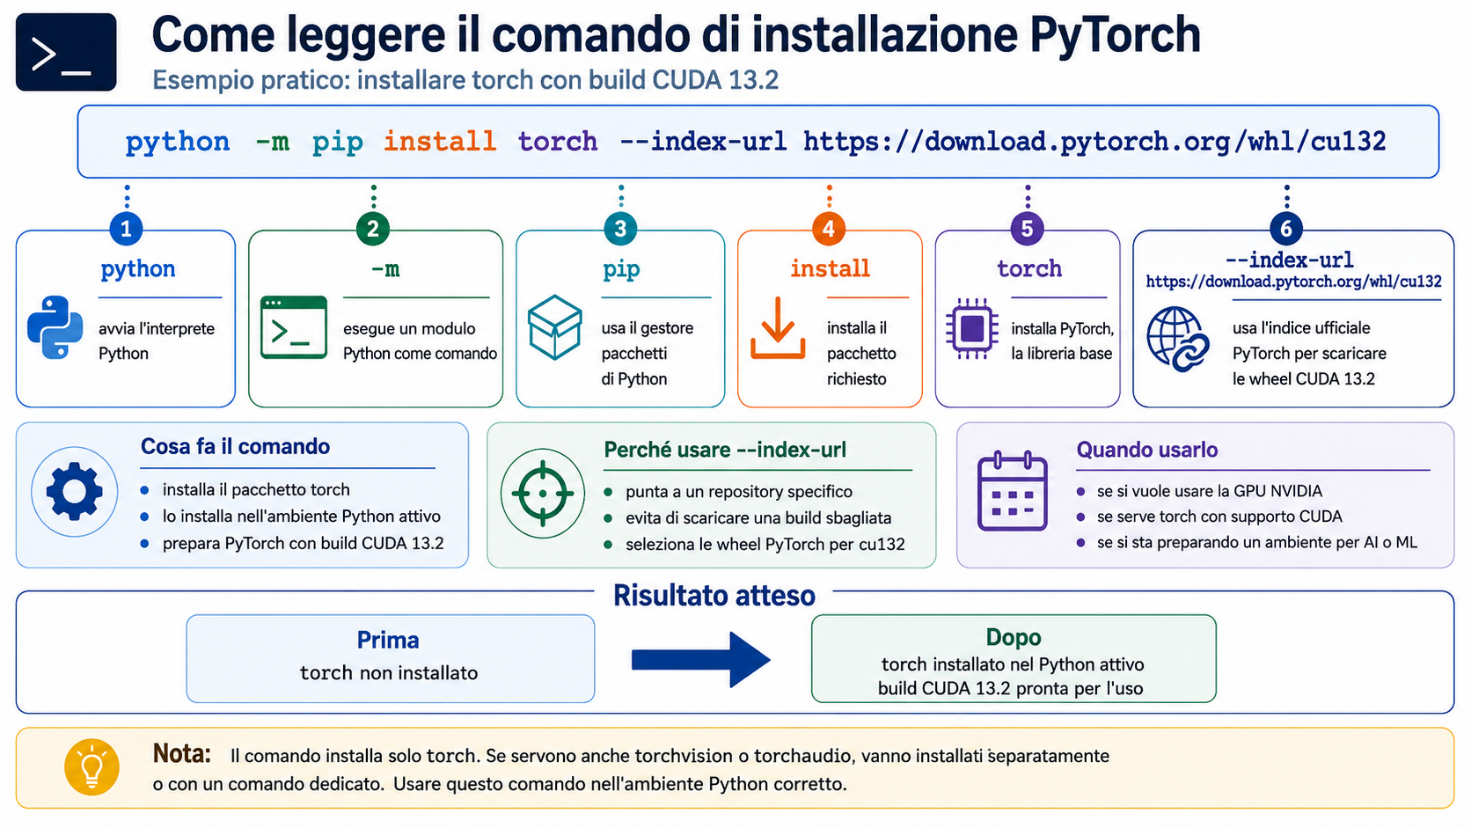 >_
Come leggere il comando di installazione PyTorch
Esempio pratico: installare torch con build CUDA 13.2
python -m pip install torch --index-url https://download.pytorch.org/whl/cu132
1
python
avvia l'interprete
Python
2
-m
>_
esegue un modulo
Python come comando
3
pip
usa il gestore
pacchetti
di Python
4
install
installa il
pacchetto
richiesto
5
torch
installa PyTorch,
la libreria base
6
--index-url
https://download.pytorch.org/whl/cu132
usa l'indice ufficiale
PyTorch per scaricare
le wheel CUDA 13.2
Cosa fa il comando
• installa il pacchetto torch
• lo installa nell'ambiente Python attivo
• prepara PyTorch con build CUDA 13.2
Perché usare --index-url
• punta a un repository specifico
• evita di scaricare una build sbagliata
• seleziona le wheel PyTorch per cu132
Quando usarlo
• se si vuole usare la GPU NVIDIA
• se serve torch con supporto CUDA
• se si sta preparando un ambiente per AI o ML
Risultato atteso
Prima
torch non installato
Dopo
torch installato nel Python attivo
build CUDA 13.2 pronta per l'uso
Nota: Il comando installa solo torch. Se servono anche torchvision o torchaudio, vanno installati separatamente
o con un comando dedicato. Usare questo comando nell'ambiente Python corretto.